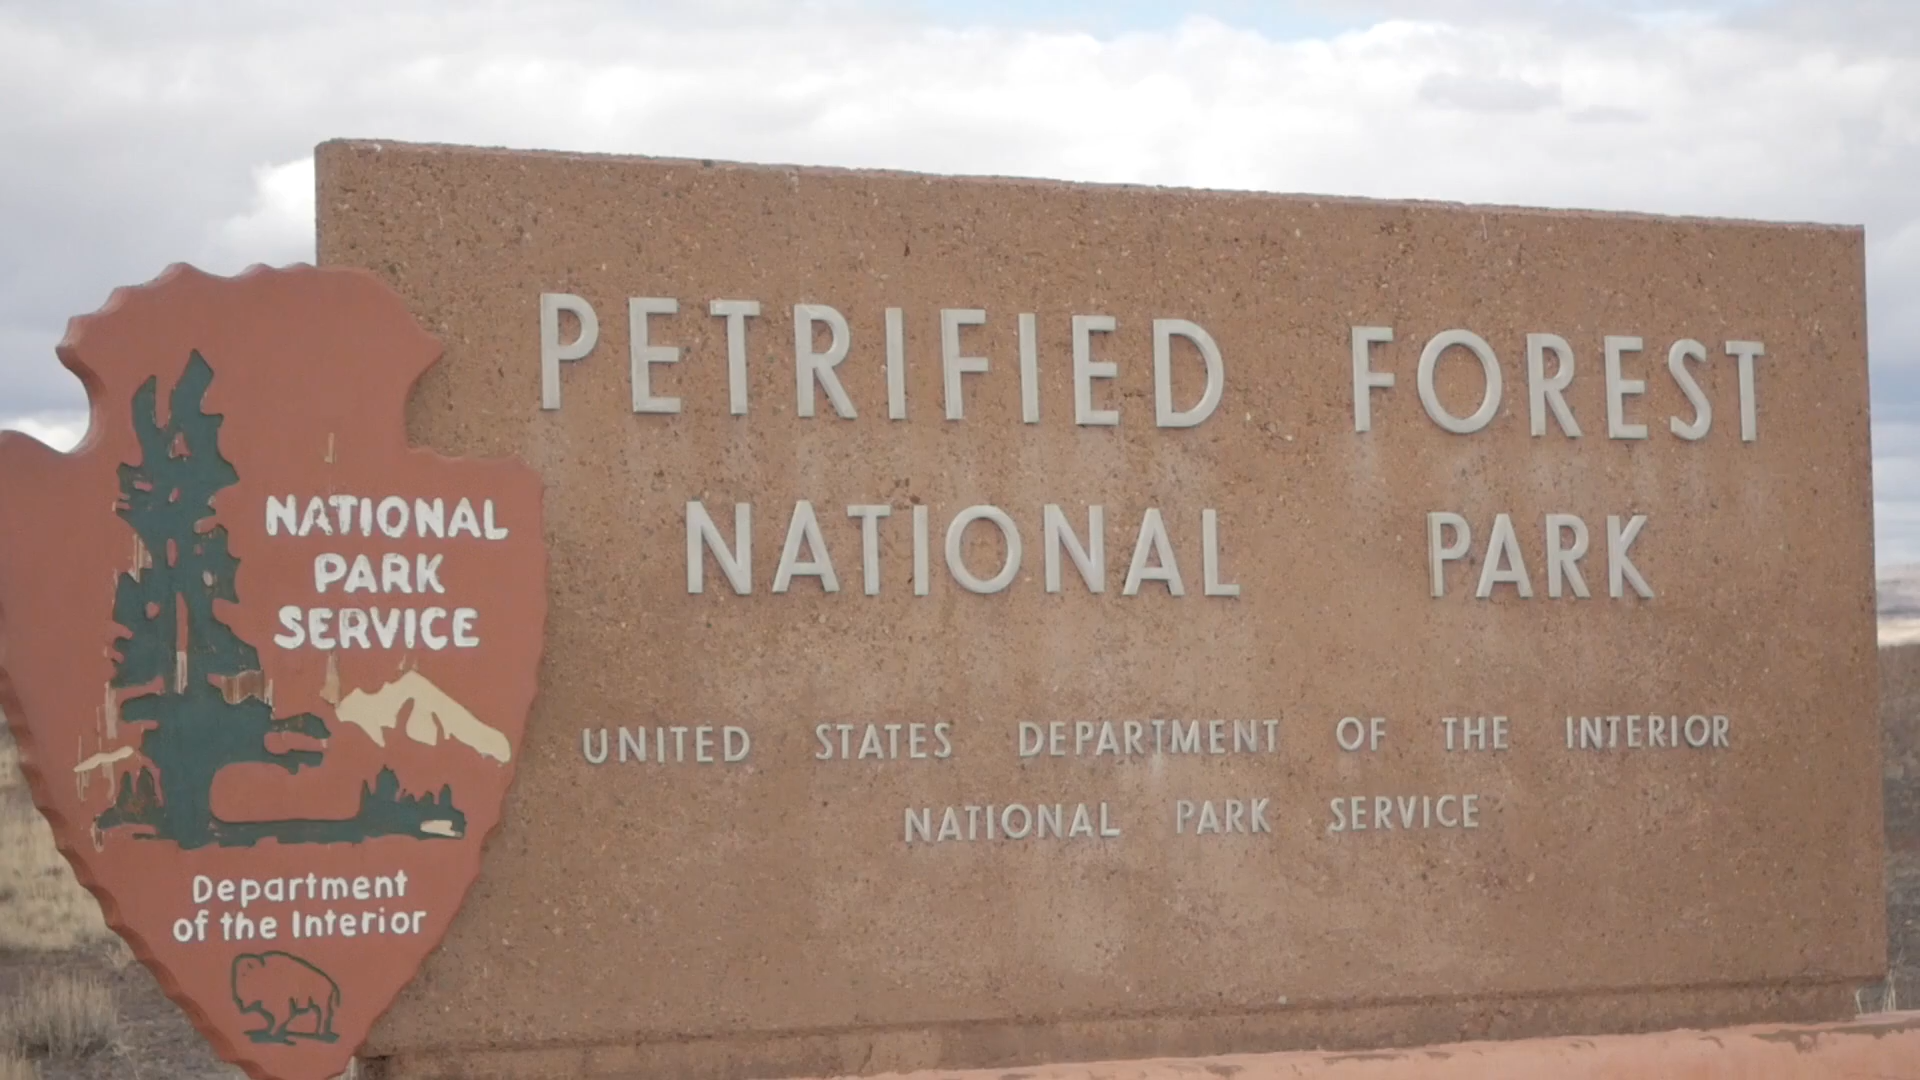 PETRIFIED FOREST
NATIONAL PARK
UNITED STATES DEPARTMENT OF THE INTERIOR
NATIONAL PARK SERVICE
NATIONAL
PARK
SERVICE
Department
of the Interior